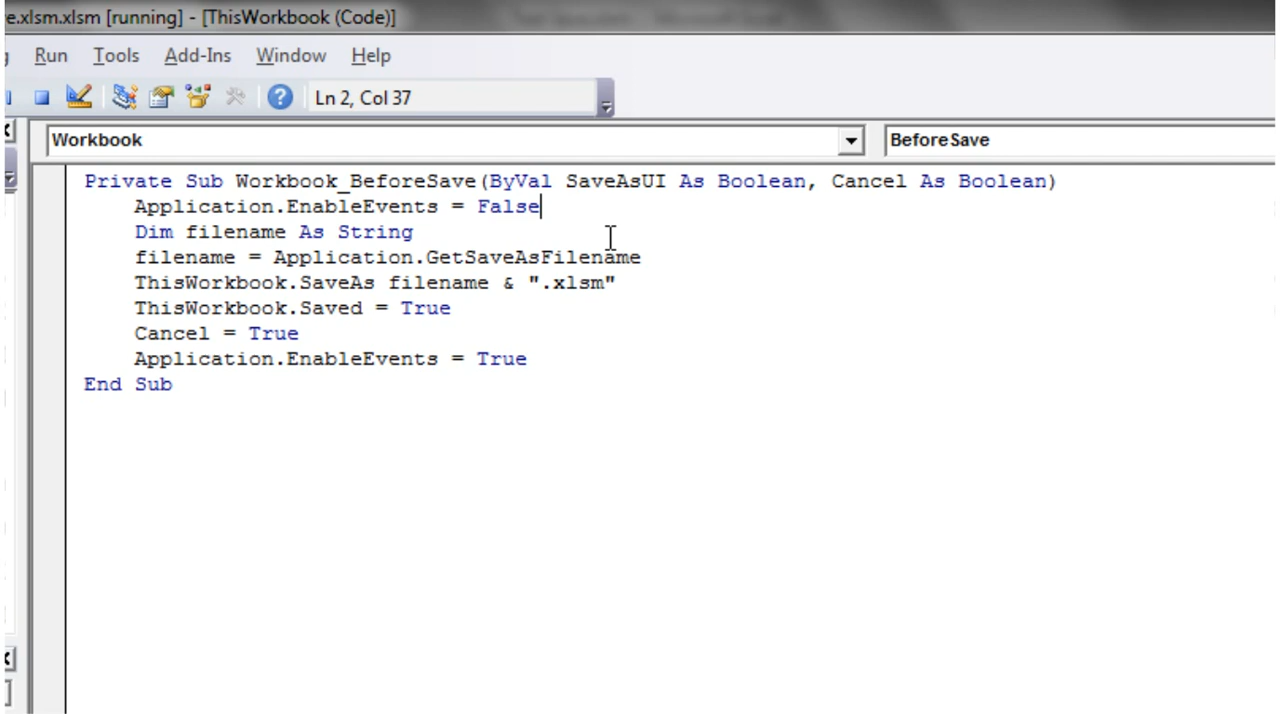 e.xlsm.xlsm [running] - [ThisWorkbook (Code)]
Run Tools Add-Ins Window Help
Ln 2, Col 37
Workbook BeforeSave
Private Sub Workbook_BeforeSave(ByVal SaveAsUI As Boolean, Cancel As Boolean)
Application.EnableEvents = False
Dim filename As String
filename = Application.GetSaveAsFilename
ThisWorkbook.SaveAs filename & ".xlsm"
ThisWorkbook.Saved = True
Cancel = True
Application.EnableEvents = True
End Sub